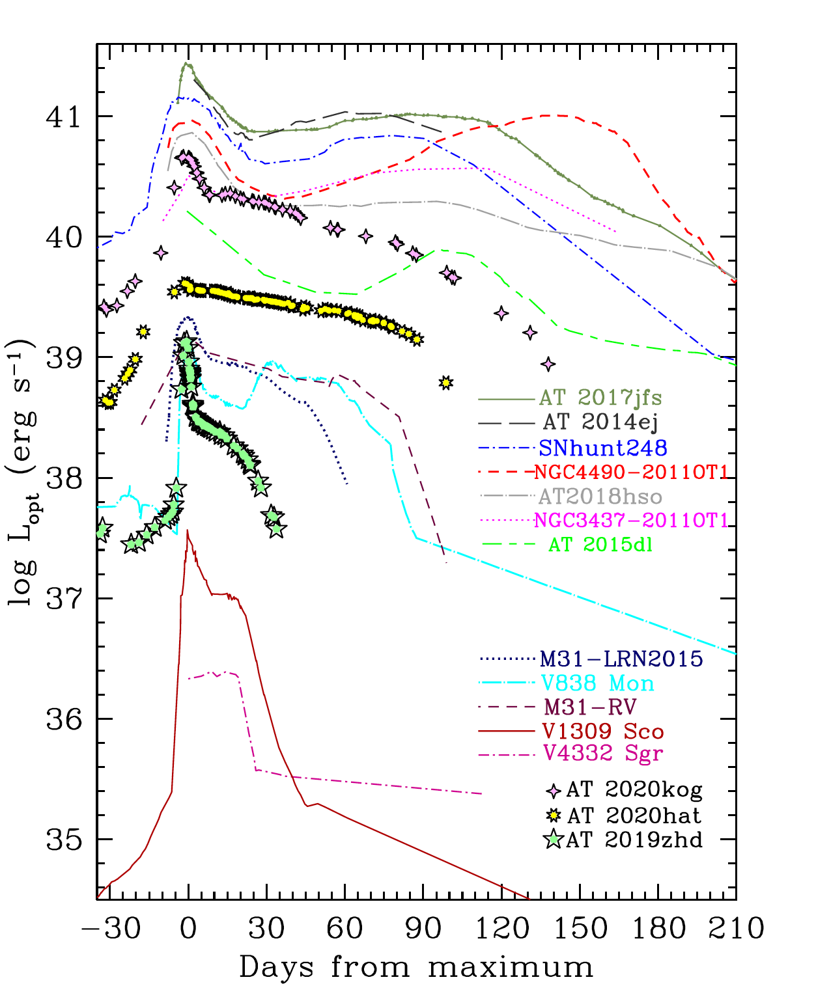 41
40
39
38
37
36
35
log L_opt (erg s⁻¹)
AT 2017jfs
AT 2014ej
SNhunt248
NGC4490−2011OT1
AT2018hso
NGC3437−2011OT1
AT 2015dl
M31−LRN2015
V838 Mon
M31−RV
V1309 Sco
V4332 Sgr
AT 2020kog
AT 2020hat
AT 2019zhd
−30 0 30 60 90 120 150 180 210
Days from maximum